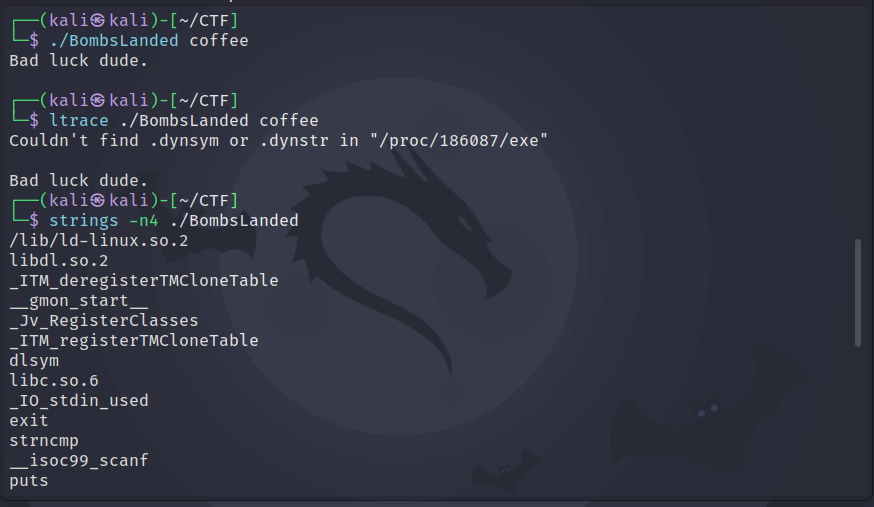 ┌──(kali㉿kali)-[~/CTF]
└─$ ./BombsLanded coffee
Bad luck dude.

┌──(kali㉿kali)-[~/CTF]
└─$ ltrace ./BombsLanded coffee
Couldn't find .dynsym or .dynstr in "/proc/186087/exe"

Bad luck dude.
┌──(kali㉿kali)-[~/CTF]
└─$ strings -n4 ./BombsLanded
/lib/ld-linux.so.2
libdl.so.2
_ITM_deregisterTMCloneTable
__gmon_start__
_Jv_RegisterClasses
_ITM_registerTMCloneTable
dlsym
libc.so.6
_IO_stdin_used
exit
strncmp
__isoc99_scanf
puts